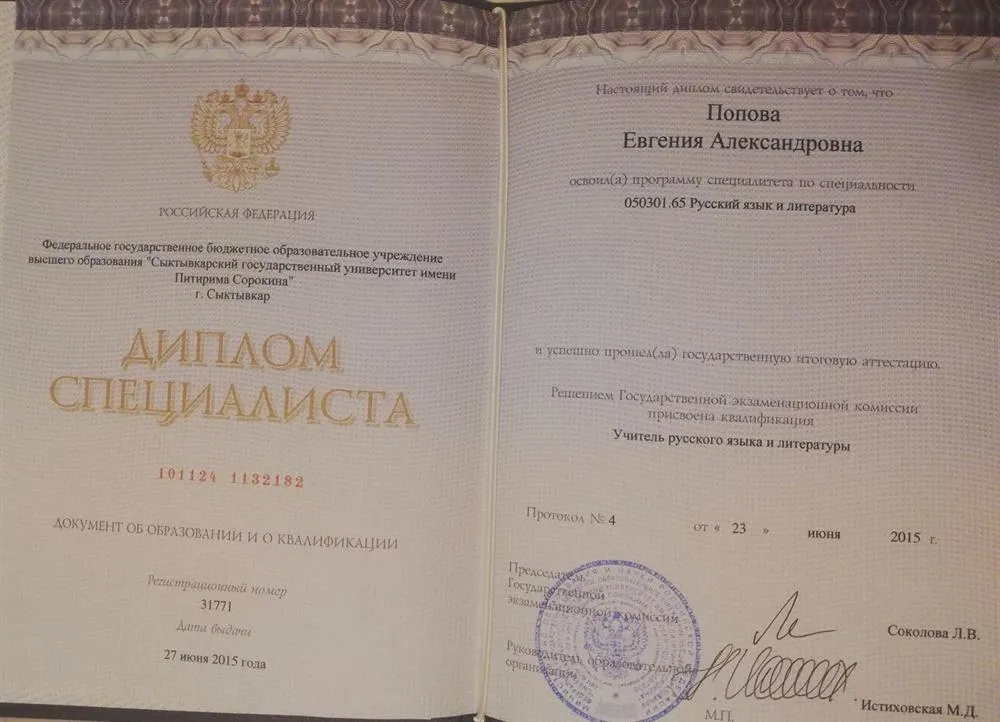 РОССИЙСКАЯ ФЕДЕРАЦИЯ
Федеральное государственное бюджетное образовательное учреждение
высшего образования "Сыктывкарский государственный университет имени
Питирима Сорокина"
г. Сыктывкар
ДИПЛОМ
СПЕЦИАЛИСТА
101124 1132182
ДОКУМЕНТ ОБ ОБРАЗОВАНИИ И О КВАЛИФИКАЦИИ
Регистрационный номер
31771
Дата выдачи
27 июня 2015 года
Настоящий диплом свидетельствует о том, что
Попова
Евгения Александровна
освоил(а) программу специалитета по специальности
050301.65 Русский язык и литература
и успешно прошел(ла) государственную итоговую аттестацию.
Решением Государственной экзаменационной комиссии
присвоена квалификация
Учитель русского языка и литературы
Протокол № 4 от « 23 » июня 2015 г.
Председатель
Государственной
экзаменационной комиссии
Соколова Л.В.
Руководитель образовательной
организации
Истиховская М.Д.
М.П.